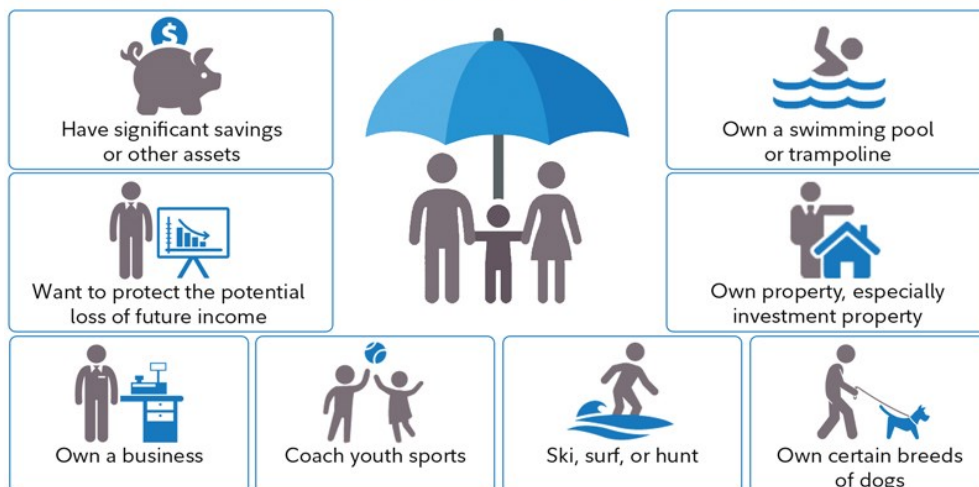 $
Have significant savings
or other assets
Own a swimming pool
or trampoline
Want to protect the potential
loss of future income
Own property, especially
investment property
Own a business
Coach youth sports
Ski, surf, or hunt
Own certain breeds
of dogs